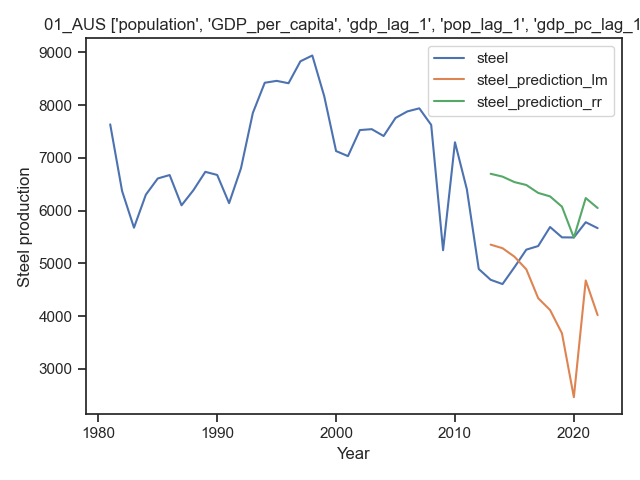 01_AUS ['population', 'GDP_per_capita', 'gdp_lag_1', 'pop_lag_1', 'gdp_pc_lag_1
steel
steel_prediction_lm
steel_prediction_rr
9000
8000
7000
6000
5000
4000
3000
Steel production
1980
1990
2000
2010
2020
Year